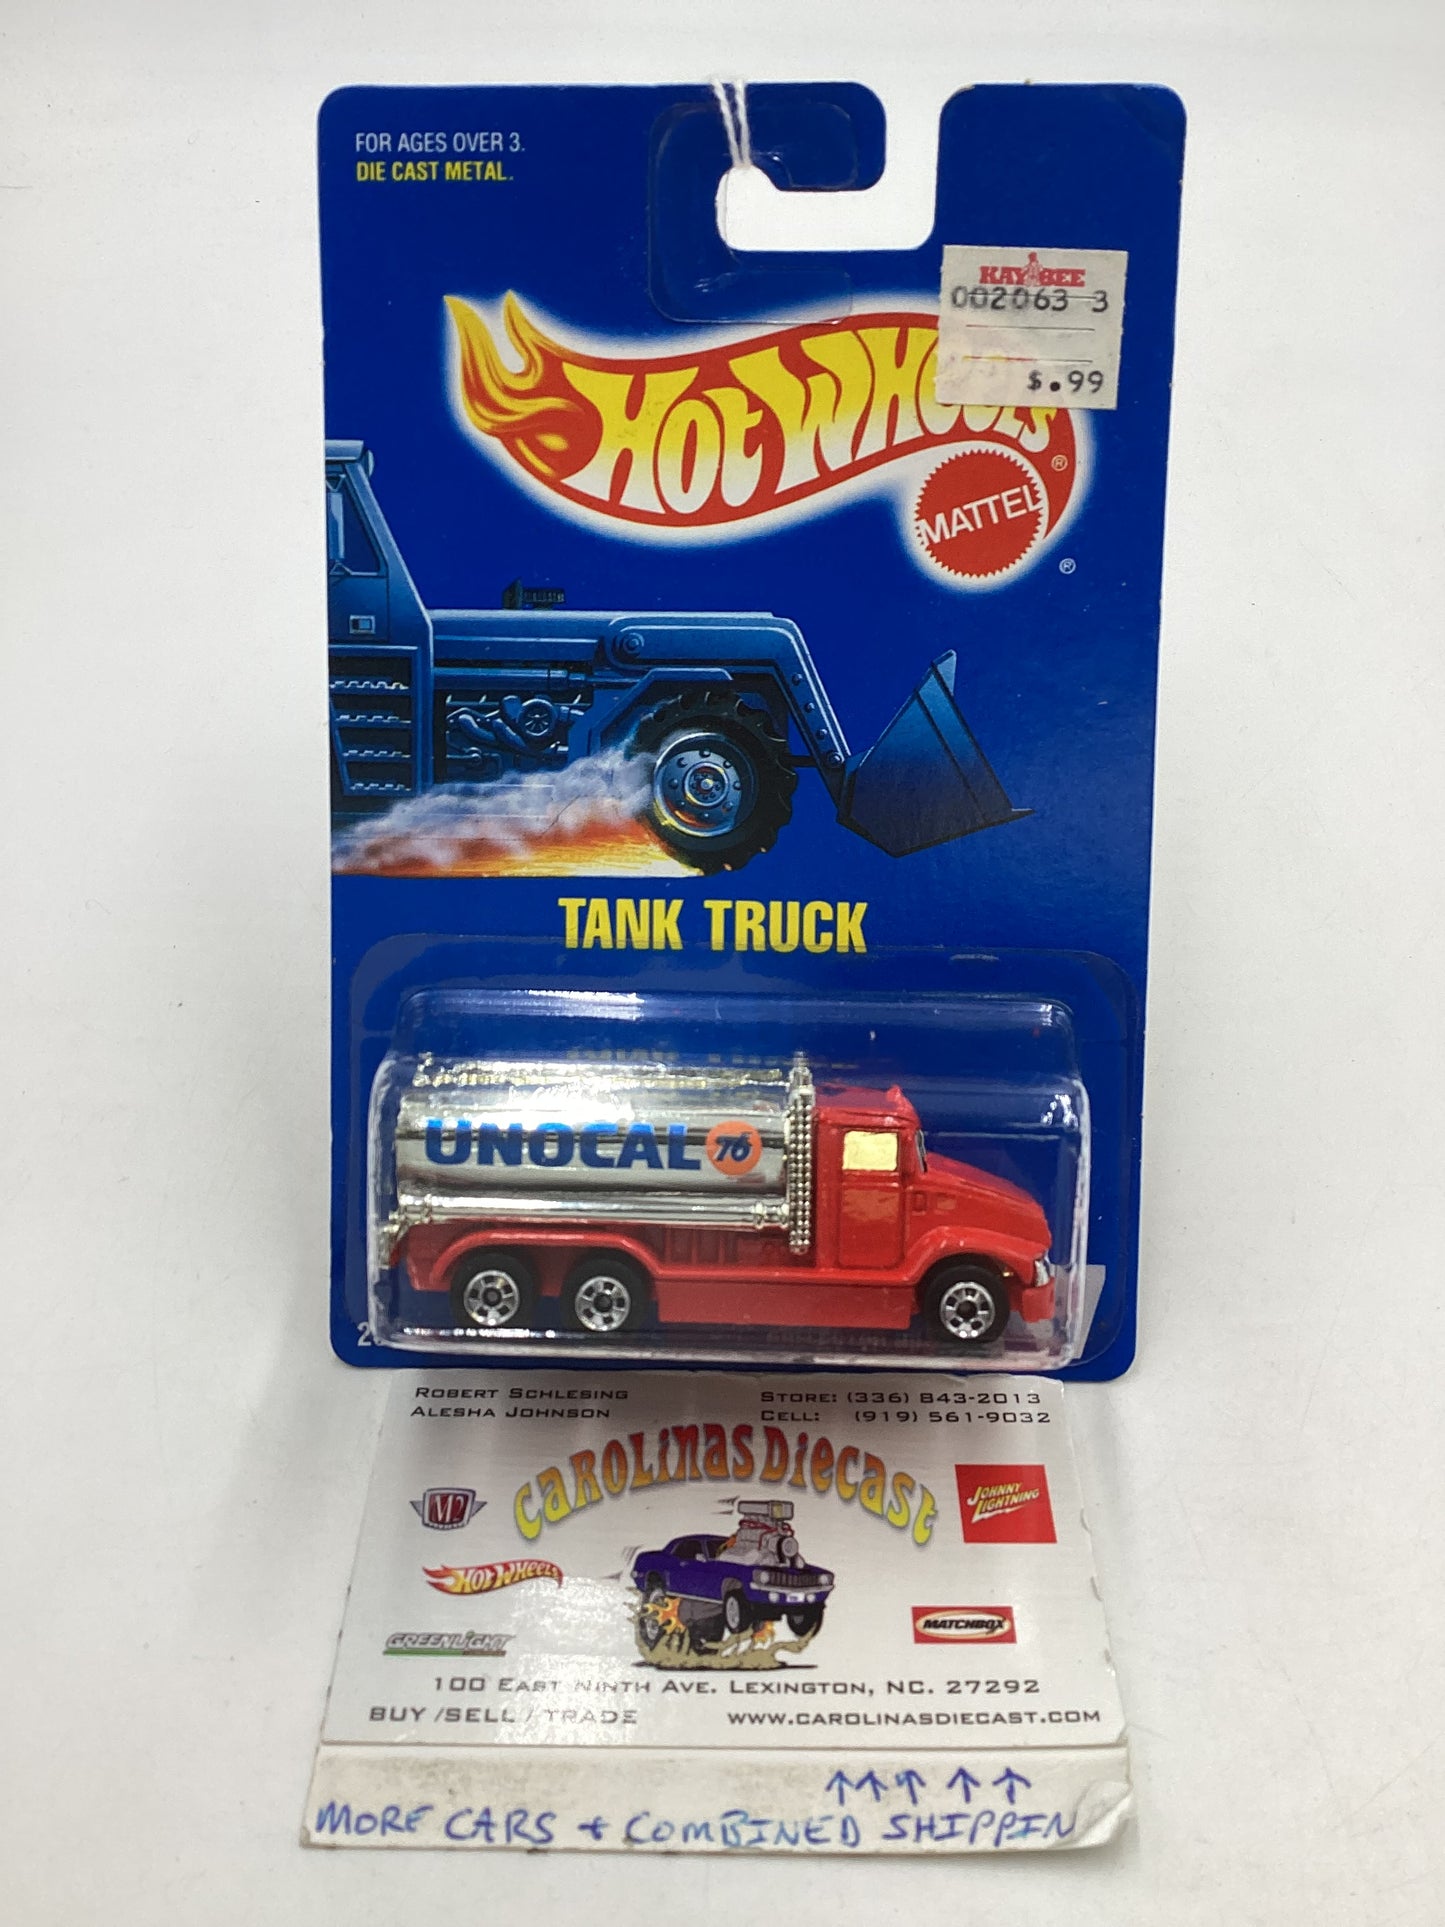 FOR AGES OVER 3.
DIE CAST METAL.
KAY BEE
002063 3
$.99
HOT WHEELS
®
MATTEL
®
TANK TRUCK
UNOCAL 76
ROBERT SCHLESING
ALESHA JOHNSON
STORE: (336) 843-2013
CELL: (919) 561-9032
CAROLINAS DIECAST
M2
JOHNNY LIGHTNING
HOT WHEELS
MATCHBOX
GREENLIGHT
100 EAST NINTH AVE. LEXINGTON, NC. 27292
BUY /SELL / TRADE
WWW.CAROLINASDIECAST.COM
MORE CARS + COMBINED SHIPPIN